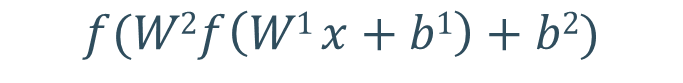 f(W²f(W¹x + b¹) + b²)